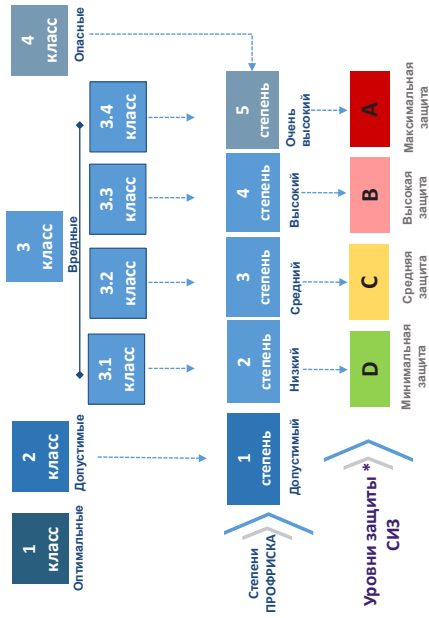 1
класс
Оптимальные
2
класс
Допустимые
3
класс
Вредные
4
класс
Опасные
3.1
класс
3.2
класс
3.3
класс
3.4
класс
Степени
ПРОФРИСКА
1
степень
Допустимый
2
степень
Низкий
3
степень
Средний
4
степень
Высокий
5
степень
Очень
высокий
Уровни защиты *
СИЗ
D
Минимальная
защита
C
Средняя
защита
B
Высокая
защита
A
Максимальная
защита